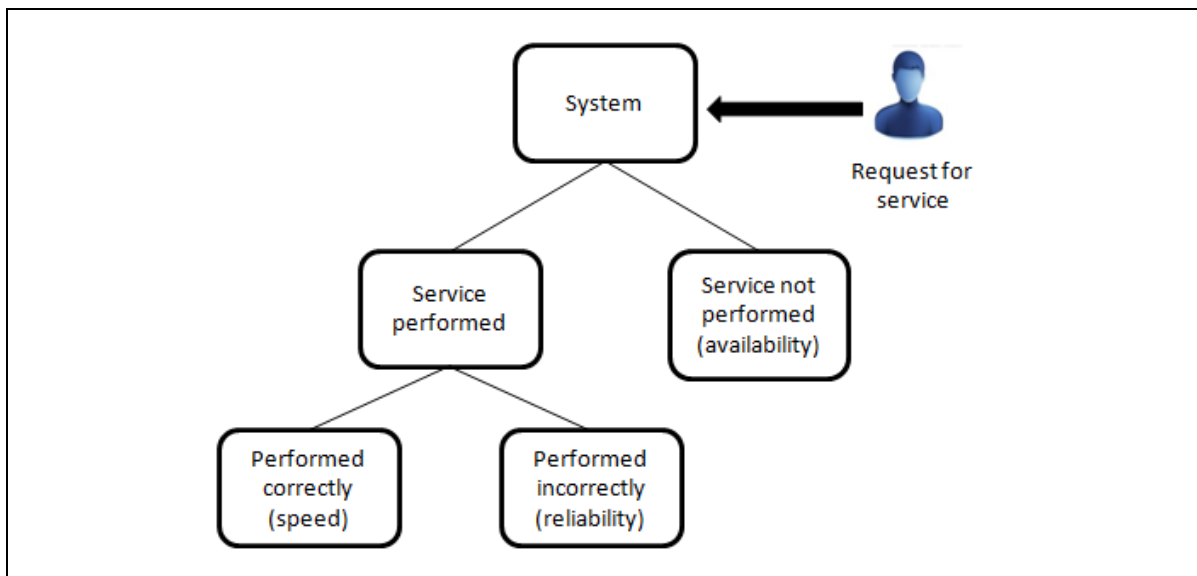 System
Request for
service
Service
performed
Service not
performed
(availability)
Performed
correctly
(speed)
Performed
incorrectly
(reliability)